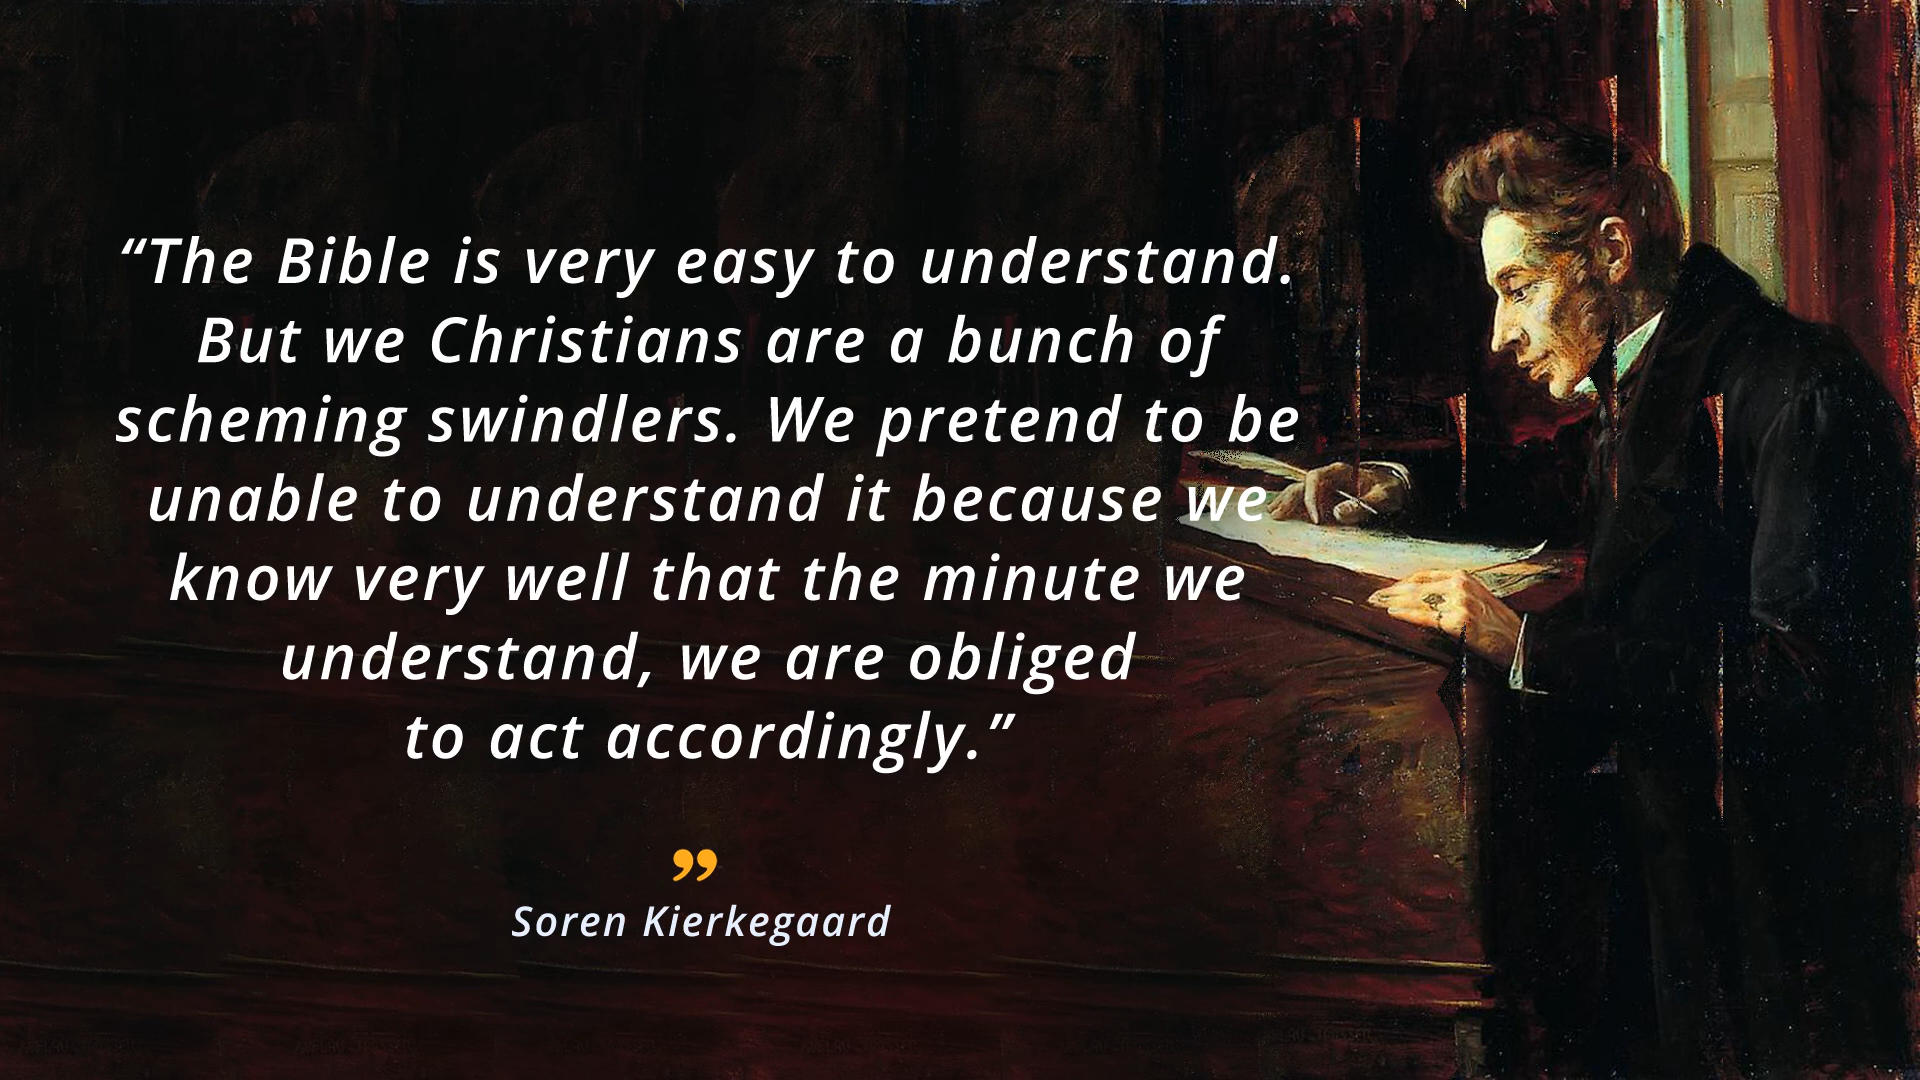 “The Bible is very easy to understand.
But we Christians are a bunch of
scheming swindlers. We pretend to be
unable to understand it because we
know very well that the minute we
understand, we are obliged
to act accordingly.”
”
Soren Kierkegaard